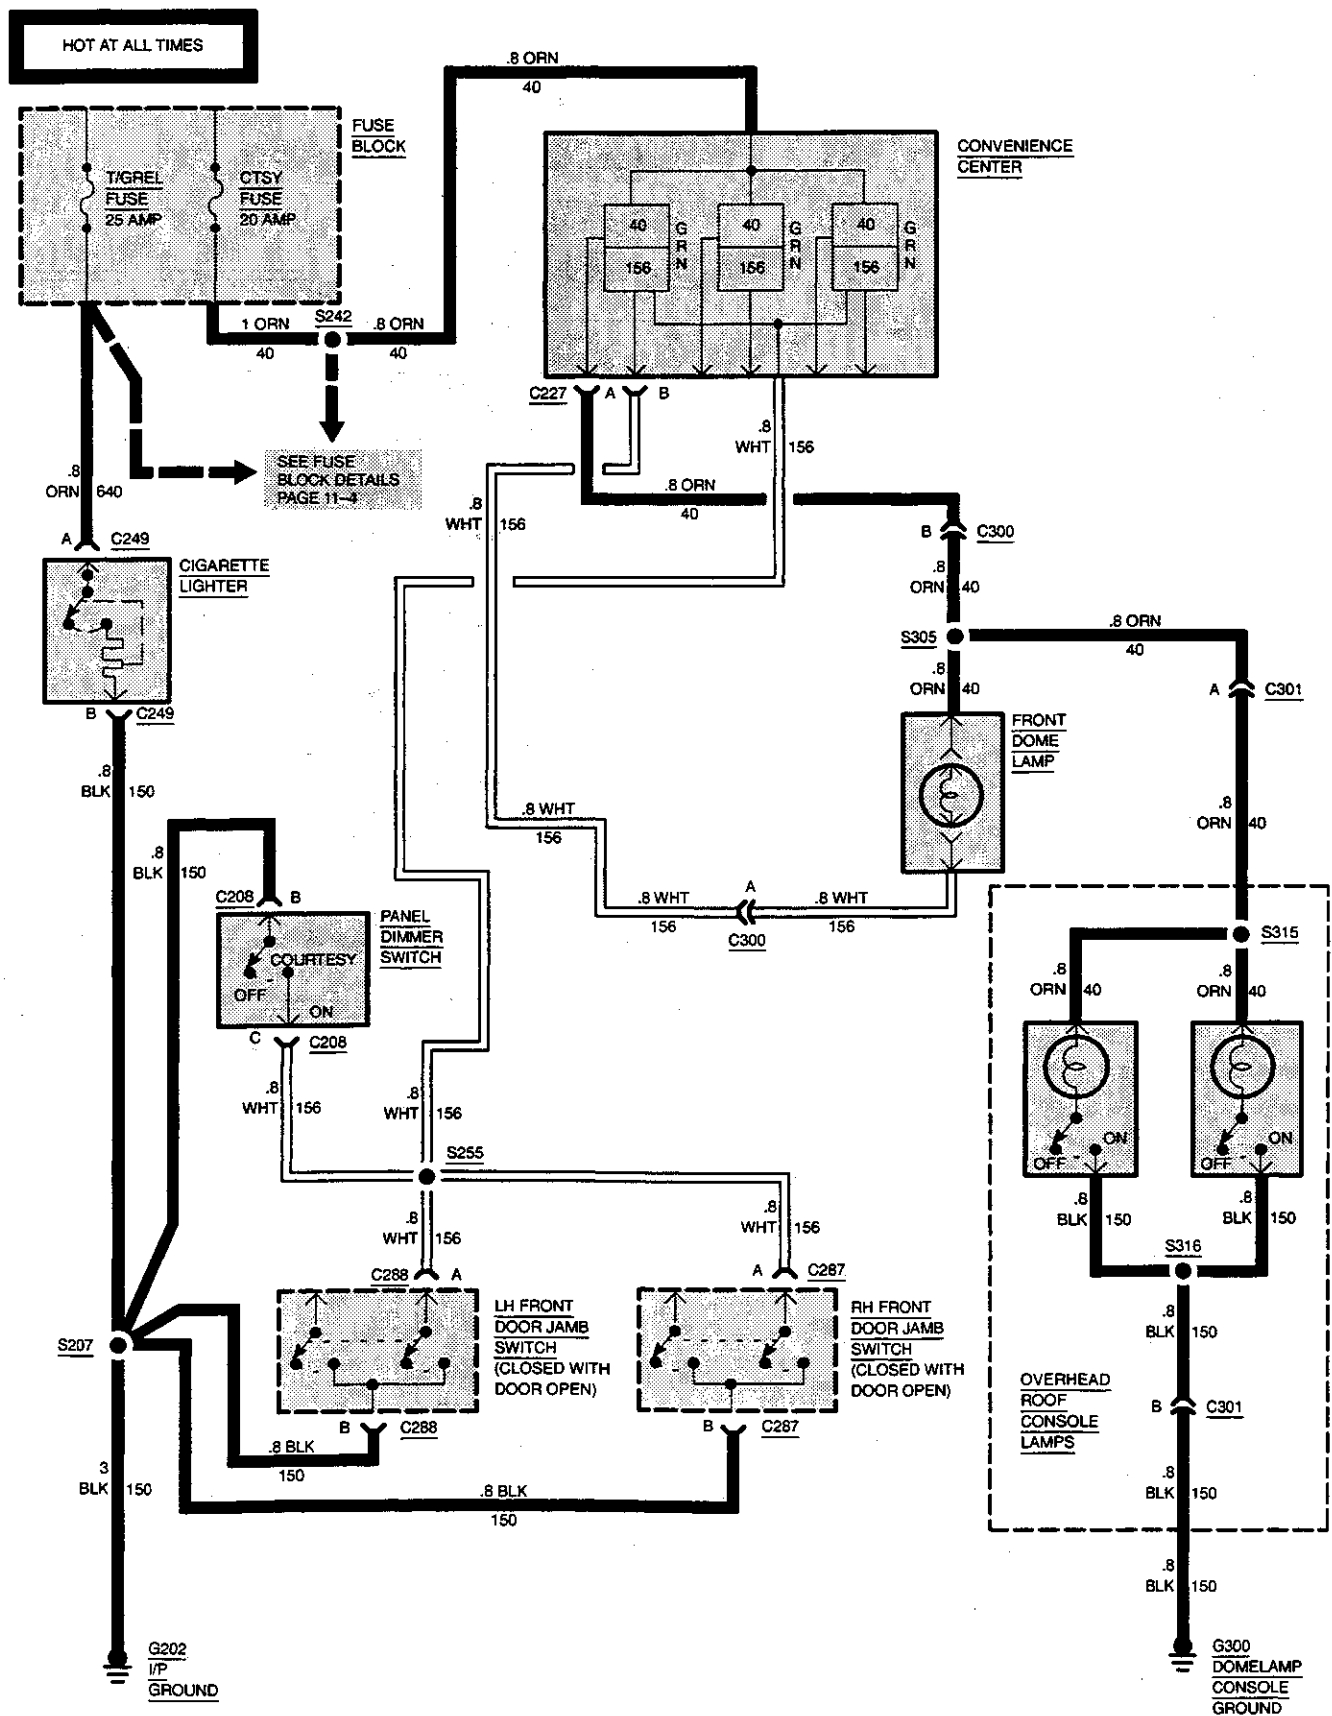 HOT AT ALL TIMES
.8 ORN
40
FUSE
BLOCK
T/GREL
FUSE
25 AMP
CTSY
FUSE
20 AMP
CONVENIENCE
CENTER
40
156
GRN
40
156
GRN
40
156
GRN
1 ORN
40
S242
.8 ORN
40
C227
A
B
SEE FUSE
BLOCK DETAILS
PAGE 11-4
.8
ORN
640
.8
WHT
156
.8 ORN
40
.8
WHT
156
A
C249
B
C300
CIGARETTE
LIGHTER
.8
ORN
40
S305
.8 ORN
40
.8
ORN
40
A
C301
B
C249
FRONT
DOME
LAMP
.8
BLK
150
.8 WHT
156
.8
ORN
40
.8
BLK
150
C208
B
.8 WHT
156
A
C300
.8 WHT
156
PANEL
DIMMER
SWITCH
COURTESY
OFF
ON
S315
.8
ORN
40
.8
ORN
40
C
C208
.8
WHT
156
.8
WHT
156
ON
OFF
ON
OFF
S255
.8
WHT
156
.8
WHT
156
.8
BLK
150
.8
BLK
150
S316
C288
A
A
C287
LH FRONT
DOOR JAMB
SWITCH
(CLOSED WITH
DOOR OPEN)
RH FRONT
DOOR JAMB
SWITCH
(CLOSED WITH
DOOR OPEN)
.8
BLK
150
S207
OVERHEAD
ROOF
CONSOLE
LAMPS
B
C301
B
C288
B
C287
.8 BLK
150
3
BLK
150
.8 BLK
150
.8
BLK
150
.8
BLK
150
G202
I/P
GROUND
G300
DOMELAMP
CONSOLE
GROUND